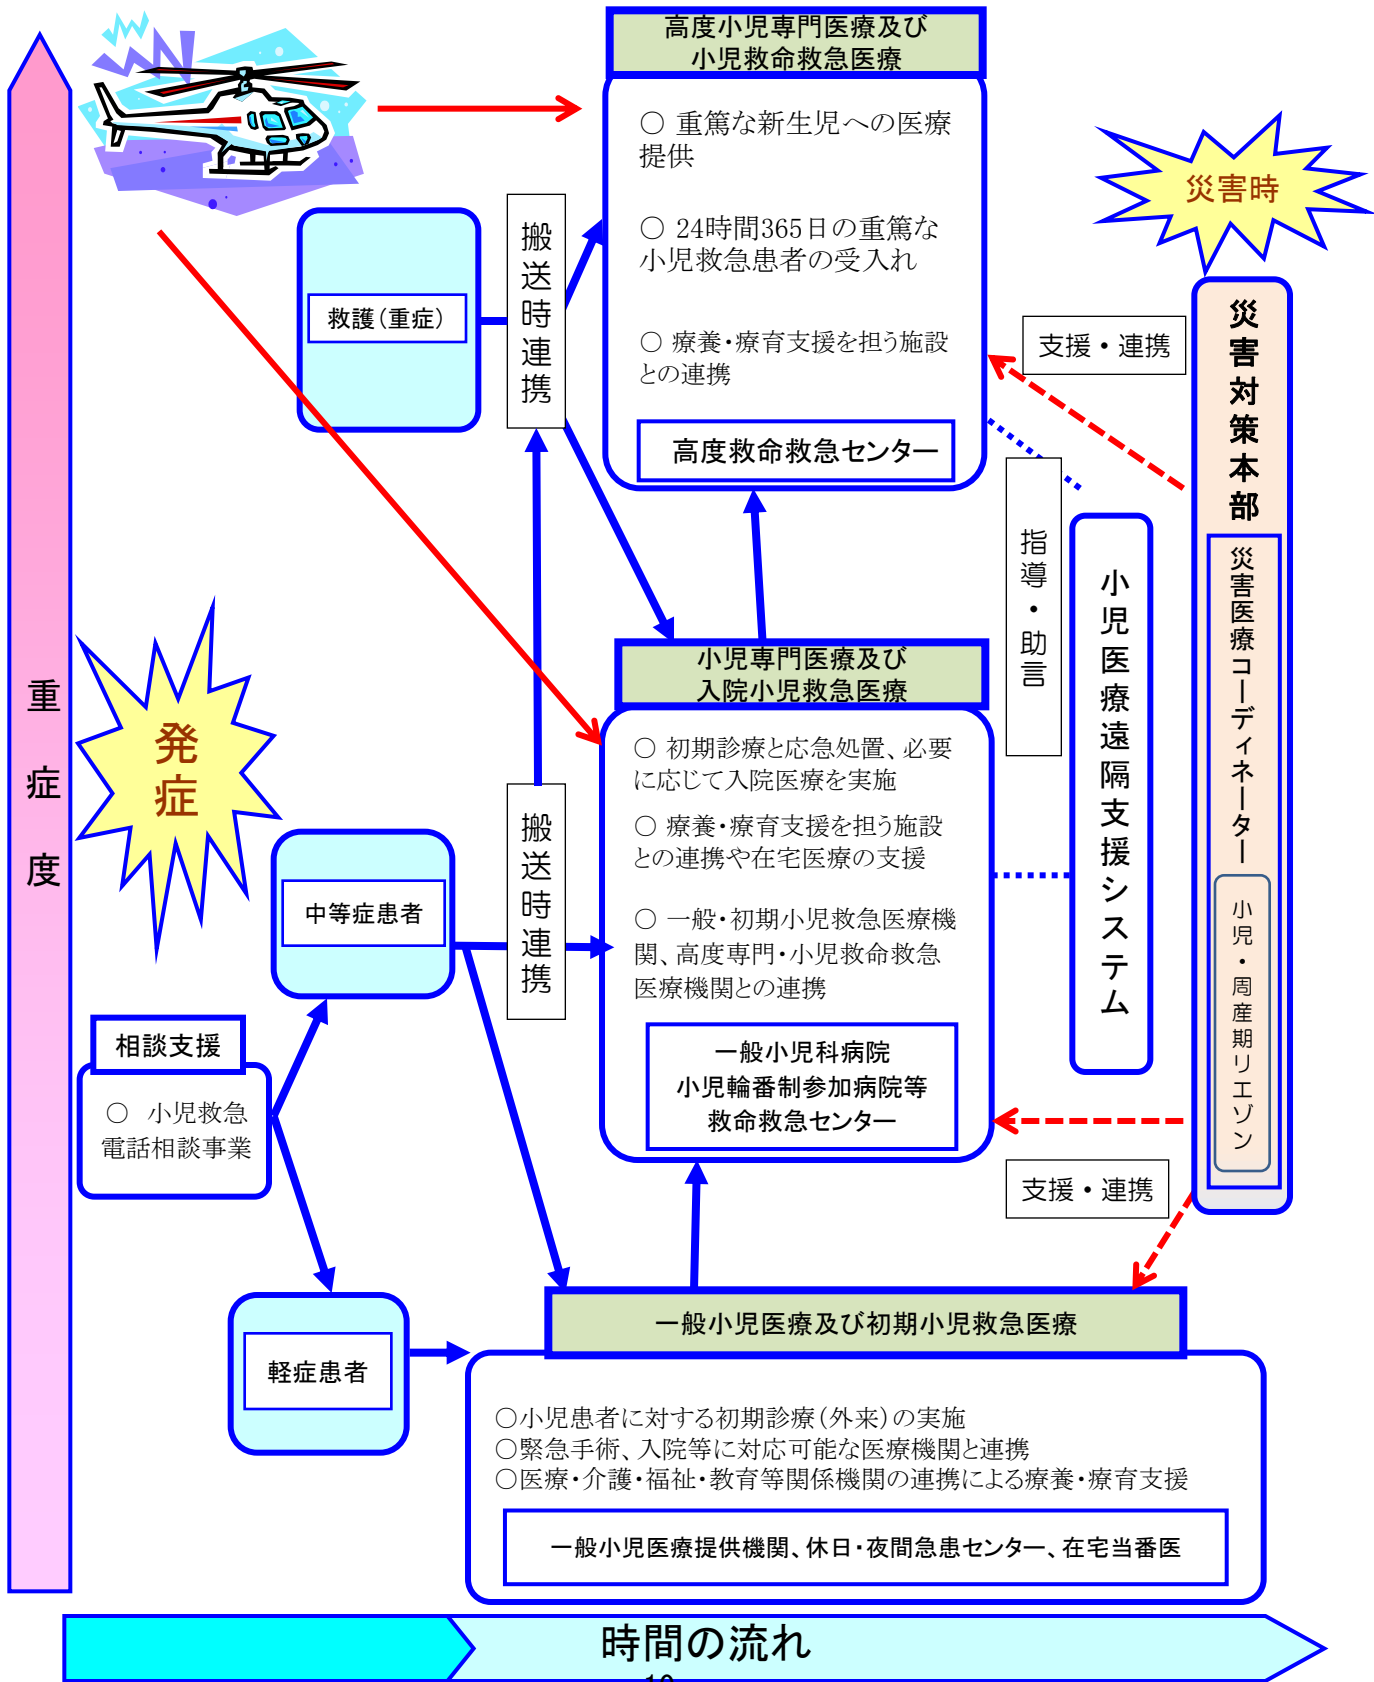 高度小児専門医療及び
小児救命救急医療
○ 重篤な新生児への医療
提供
○ 24時間365日の重篤な
小児救急患者の受入れ
○ 療養・療育支援を担う施設
との連携
高度救命救急センター
災害時
救護（重症）
搬送時連携
支援・連携
災害対策本部
災害医療コーディネーター
小児・周産期リエゾン
指導・助言
小児医療遠隔支援システム
重症度
発症
小児専門医療及び
入院小児救急医療
○ 初期診療と応急処置、必要
に応じて入院医療を実施
○ 療養・療育支援を担う施設
との連携や在宅医療の支援
○ 一般・初期小児救急医療機
関、高度専門・小児救命救急
医療機関との連携
一般小児科病院
小児輪番制参加病院等
救命救急センター
搬送時連携
中等症患者
相談支援
○ 小児救急
電話相談事業
支援・連携
軽症患者
一般小児医療及び初期小児救急医療
○小児患者に対する初期診療（外来）の実施
○緊急手術、入院等に対応可能な医療機関と連携
○医療・介護・福祉・教育等関係機関の連携による療養・療育支援
一般小児医療提供機関、休日・夜間急患センター、在宅当番医
時間の流れ